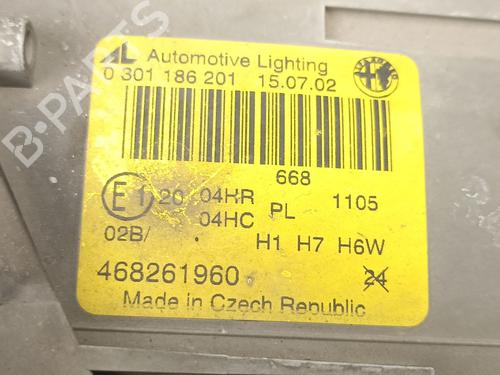 AL Automotive Lighting
0 301 186 201 15.07.02
668
E1 20 04HR PL 1105
04HC
02B/ H1 H7 H6W
468261960 24
Made in Czech Republic
B-PARTS